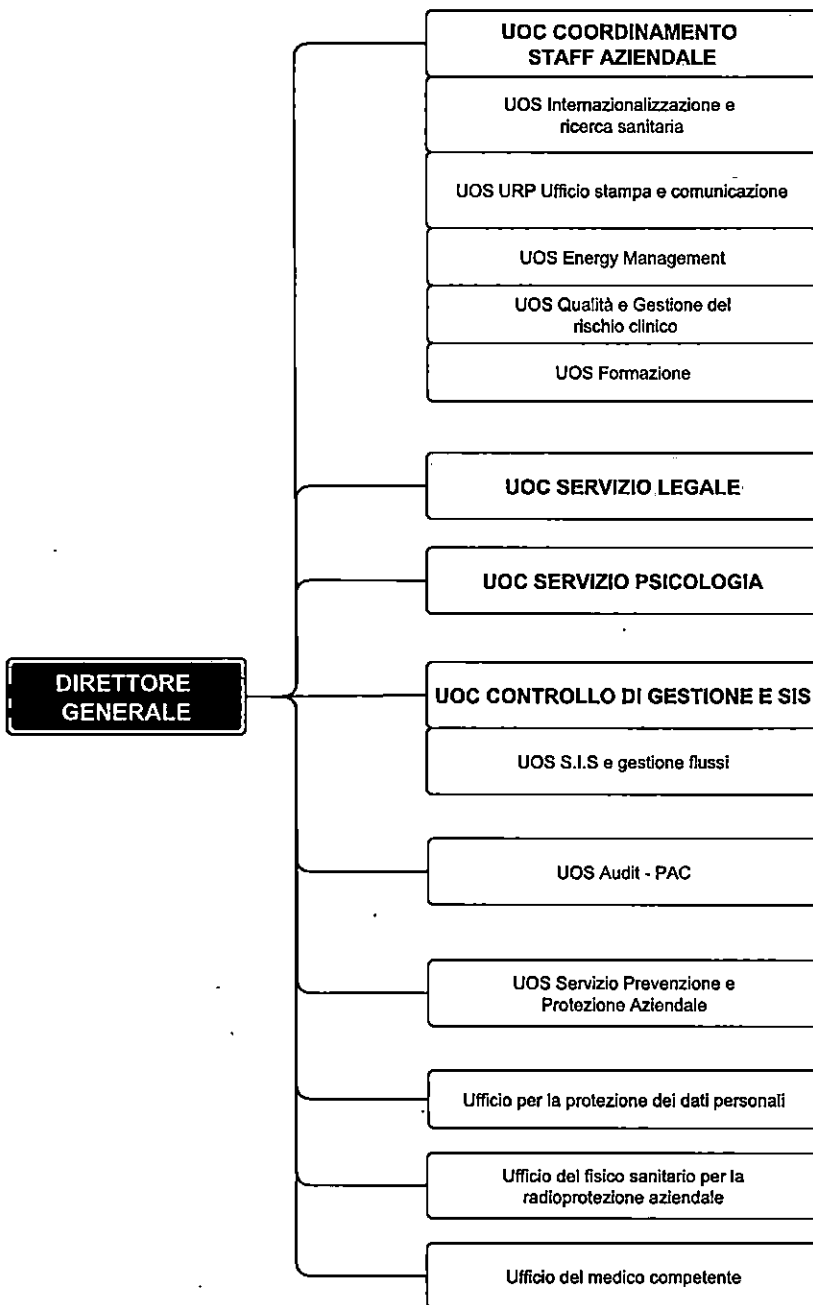 UOC COORDINAMENTO
STAFF AZIENDALE
UOS Internazionalizzazione e
ricerca sanitaria
UOS URP Ufficio stampa e comunicazione
UOS Energy Management
UOS Qualità e Gestione del
rischio clinico
UOS Formazione
UOC SERVIZIO LEGALE
UOC SERVIZIO PSICOLOGIA
DIRETTORE
GENERALE
UOC CONTROLLO DI GESTIONE E SIS
UOS S.I.S e gestione flussi
UOS Audit - PAC
UOS Servizio Prevenzione e
Protezione Aziendale
Ufficio per la protezione dei dati personali
Ufficio del fisico sanitario per la
radioprotezione aziendale
Ufficio del medico competente